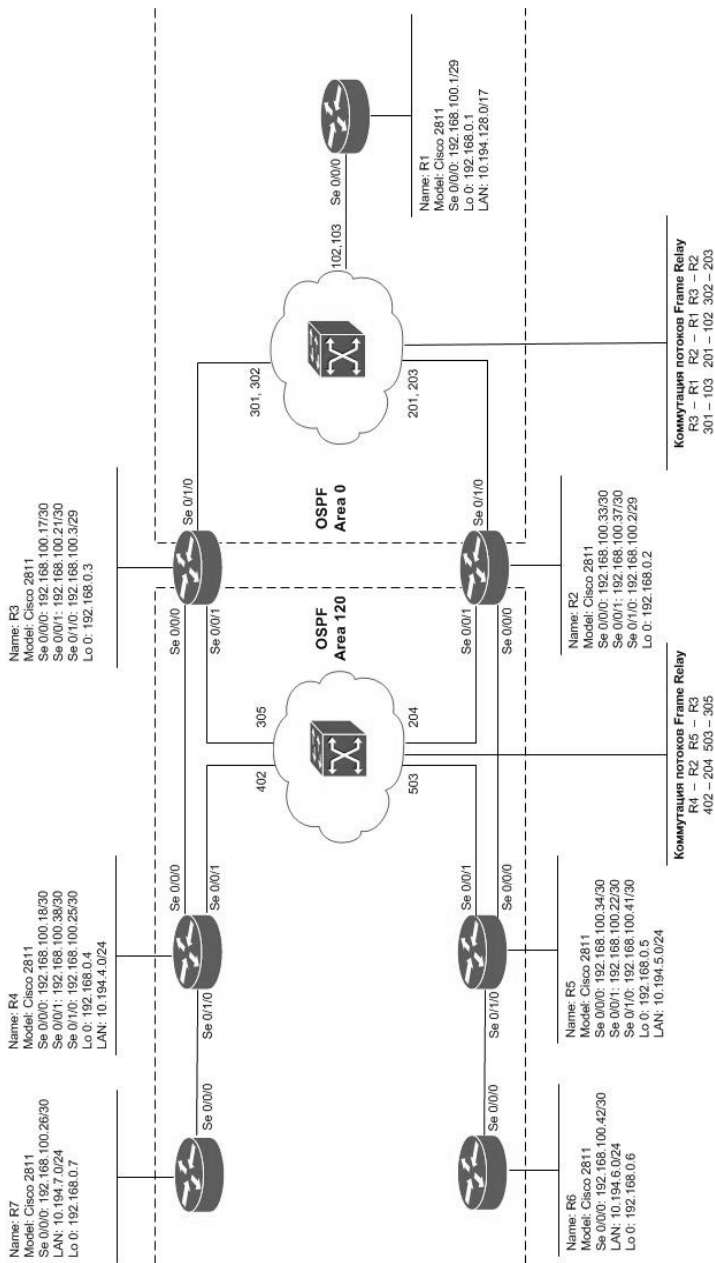 Name: R7
Model: Cisco 2811
Se 0/0/0: 192.168.100.26/30
LAN: 10.194.7.0/24
Lo 0: 192.168.0.7
Name: R4
Model: Cisco 2811
Se 0/0/0: 192.168.100.18/30
Se 0/0/1: 192.168.100.38/30
Se 0/1/0: 192.168.100.25/30
Lo 0: 192.168.0.4
LAN: 10.194.4.0/24
Name: R3
Model: Cisco 2811
Se 0/0/0: 192.168.100.17/30
Se 0/0/1: 192.168.100.21/30
Se 0/1/0: 192.168.100.3/29
Lo 0: 192.168.0.3
Se 0/0/0
Se 0/1/0
Se 0/0/0
Se 0/0/1
Se 0/0/0
Se 0/0/1
Se 0/1/0
402
305
301, 302
OSPF
Area 120
OSPF
Area 0
102,103
Se 0/0/0
503
204
201, 203
Name: R1
Model: Cisco 2811
Se 0/0/0: 192.168.100.1/29
Lo 0: 192.168.0.1
LAN: 10.194.128.0/17
Se 0/0/0
Se 0/1/0
Se 0/0/1
Se 0/0/0
Se 0/0/1
Se 0/0/0
Se 0/1/0
Name: R6
Model: Cisco 2811
Se 0/0/0: 192.168.100.42/30
LAN: 10.194.6.0/24
Lo 0: 192.168.0.6
Name: R5
Model: Cisco 2811
Se 0/0/0: 192.168.100.34/30
Se 0/0/1: 192.168.100.22/30
Se 0/1/0: 192.168.100.41/30
Lo 0: 192.168.0.5
LAN: 10.194.5.0/24
Name: R2
Model: Cisco 2811
Se 0/0/0: 192.168.100.33/30
Se 0/0/1: 192.168.100.37/30
Se 0/1/0: 192.168.100.2/29
Lo 0: 192.168.0.2
Коммутация потоков Frame Relay
R4 – R2 R5 – R3
402 – 204 503 – 305
Коммутация потоков Frame Relay
R3 – R1 R2 – R1 R3 – R2
301 – 103 201 – 102 302 – 203